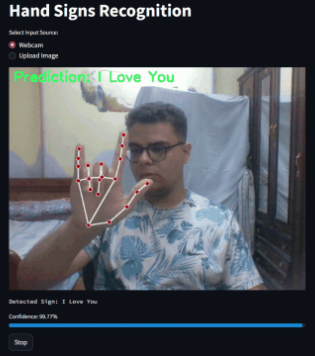 Hand Signs Recognition
Select Input Source:
Webcam
Upload Image
Prediction: I Love You
Detected Sign: I Love You
Confidence: 99.77%
Stop